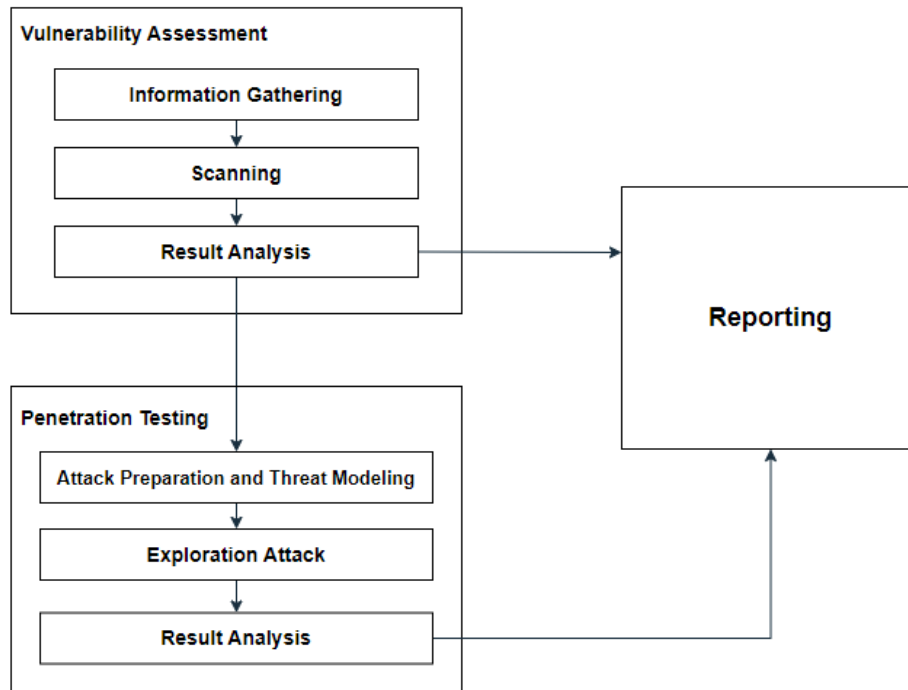 Vulnerability Assessment
Information Gathering
Scanning
Result Analysis
Reporting
Penetration Testing
Attack Preparation and Threat Modeling
Exploration Attack
Result Analysis